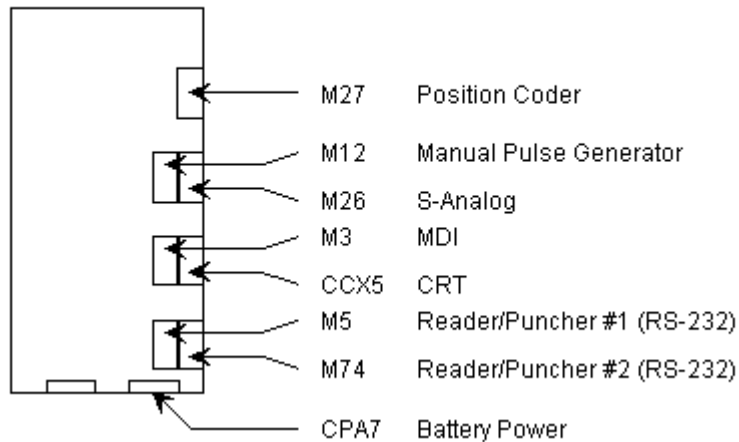 M27 Position Coder
M12 Manual Pulse Generator
M26 S-Analog
M3 MDI
CCX5 CRT
M5 Reader/Puncher #1 (RS-232)
M74 Reader/Puncher #2 (RS-232)
CPA7 Battery Power